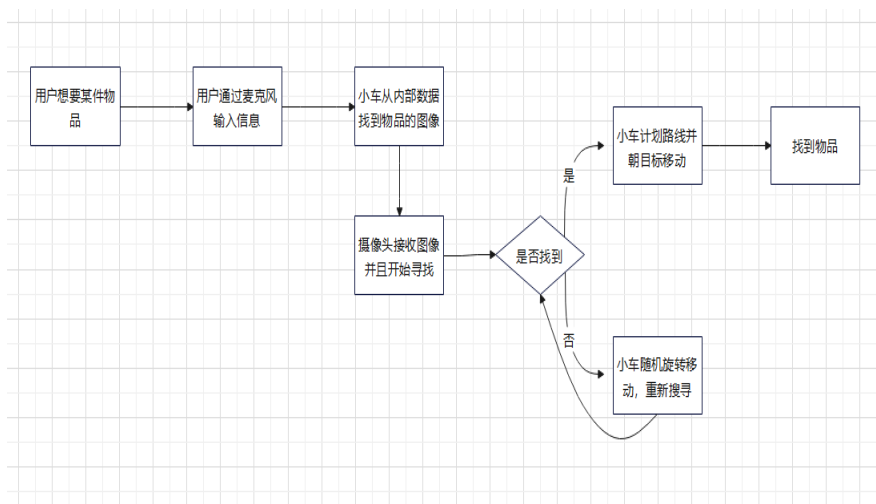 用户想要某件物
品
用户通过麦克风
输入信息
小车从内部数据
找到物品的图像
摄像头接收图像
并且开始寻找
是否找到
是
小车计划路线并
朝目标移动
找到物品
否
小车随机旋转移
动，重新搜寻